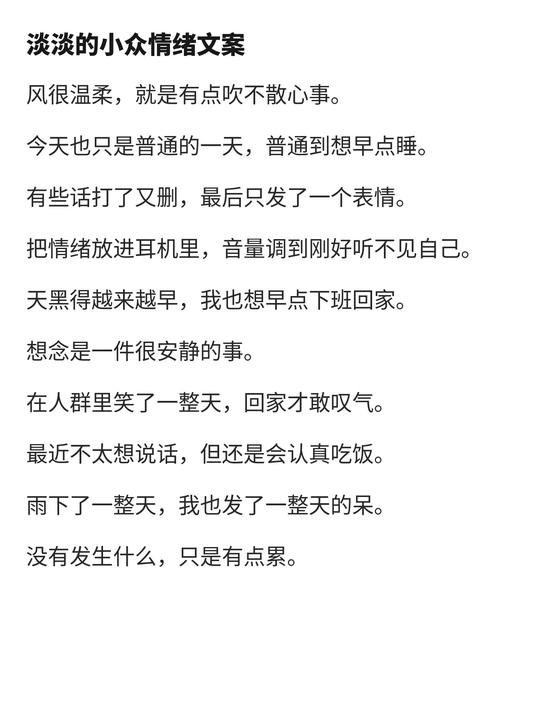 淡淡的小众情绪文案
风很温柔，就是有点吹不散心事。
今天也只是普通的一天，普通到想早点睡。
有些话打了又删，最后只发了一个表情。
把情绪放进耳机里，音量调到刚好听不见自己。
天黑得越来越早，我也想早点下班回家。
想念是一件很安静的事。
在人群里笑了一整天，回家才敢叹气。
最近不太想说话，但还是会认真吃饭。
雨下了一整天，我也发了一整天的呆。
没有发生什么，只是有点累。